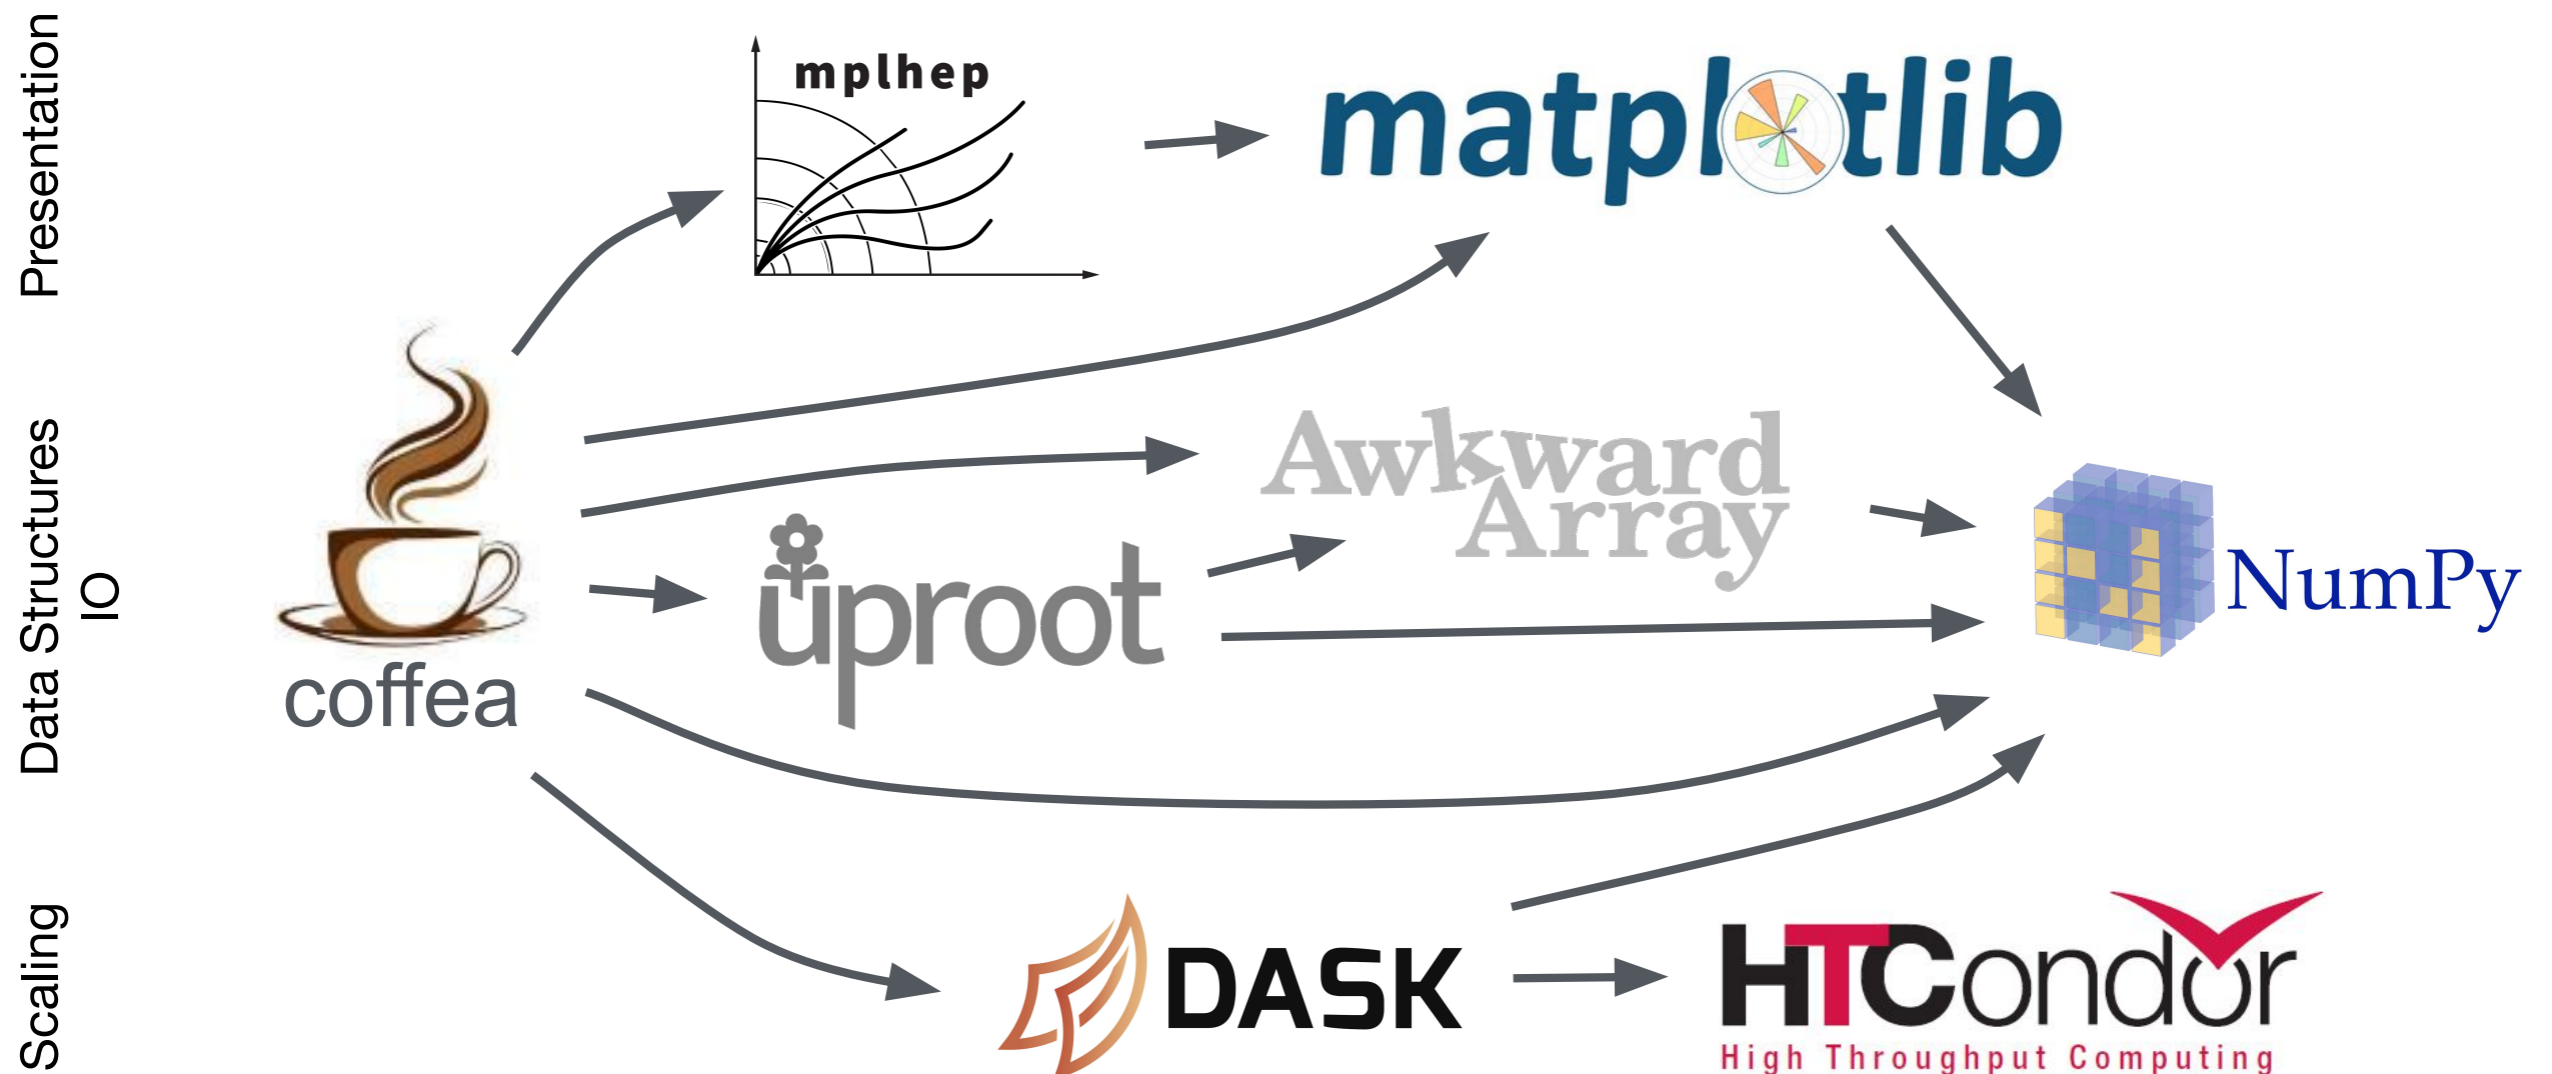 Presentation
mplhep
matplotlib
Data Structures
IO
Awkward
Array
uproot
NumPy
coffea
Scaling
DASK
HTCondor
High Throughput Computing